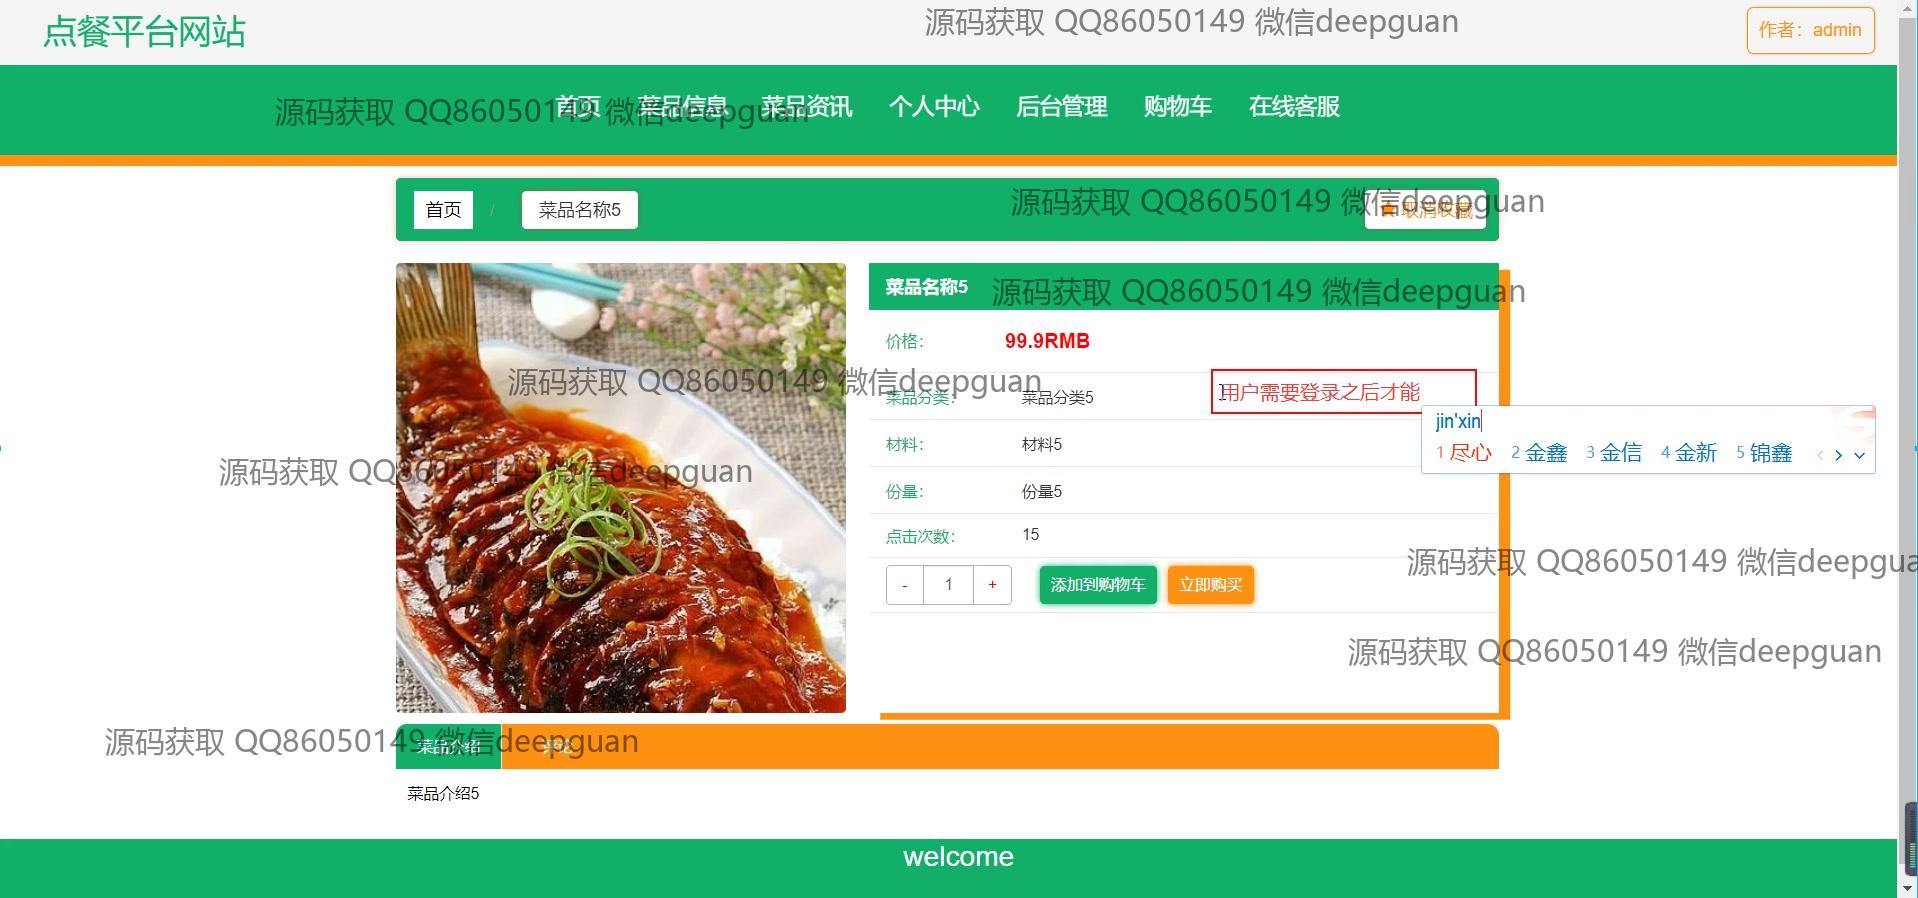 点餐平台网站
源码获取 QQ86050149 微信deepguan
作者：admin
首页 菜品信息 菜品资讯 个人中心 后台管理 购物车 在线客服
源码获取 QQ86050149 微信deepguan
首页 / 菜品名称5
源码获取 QQ86050149 微信deepguan
★ 取消收藏
菜品名称5
源码获取 QQ86050149 微信deepguan
价格： 99.9RMB
源码获取 QQ86050149 微信deepguan
菜品分类： 菜品分类5
用户需要登录之后才能
jin'xin
1 尽心 2 金鑫 3 金信 4 金新 5 锦鑫
材料： 材料5
源码获取 QQ86050149 微信deepguan
份量： 份量5
点击次数： 15
源码获取 QQ86050149 微信deepgua
- 1 + 添加到购物车 立即购买
源码获取 QQ86050149 微信deepguan
源码获取 QQ86050149 微信deepguan
菜品介绍 评论
菜品介绍5
welcome